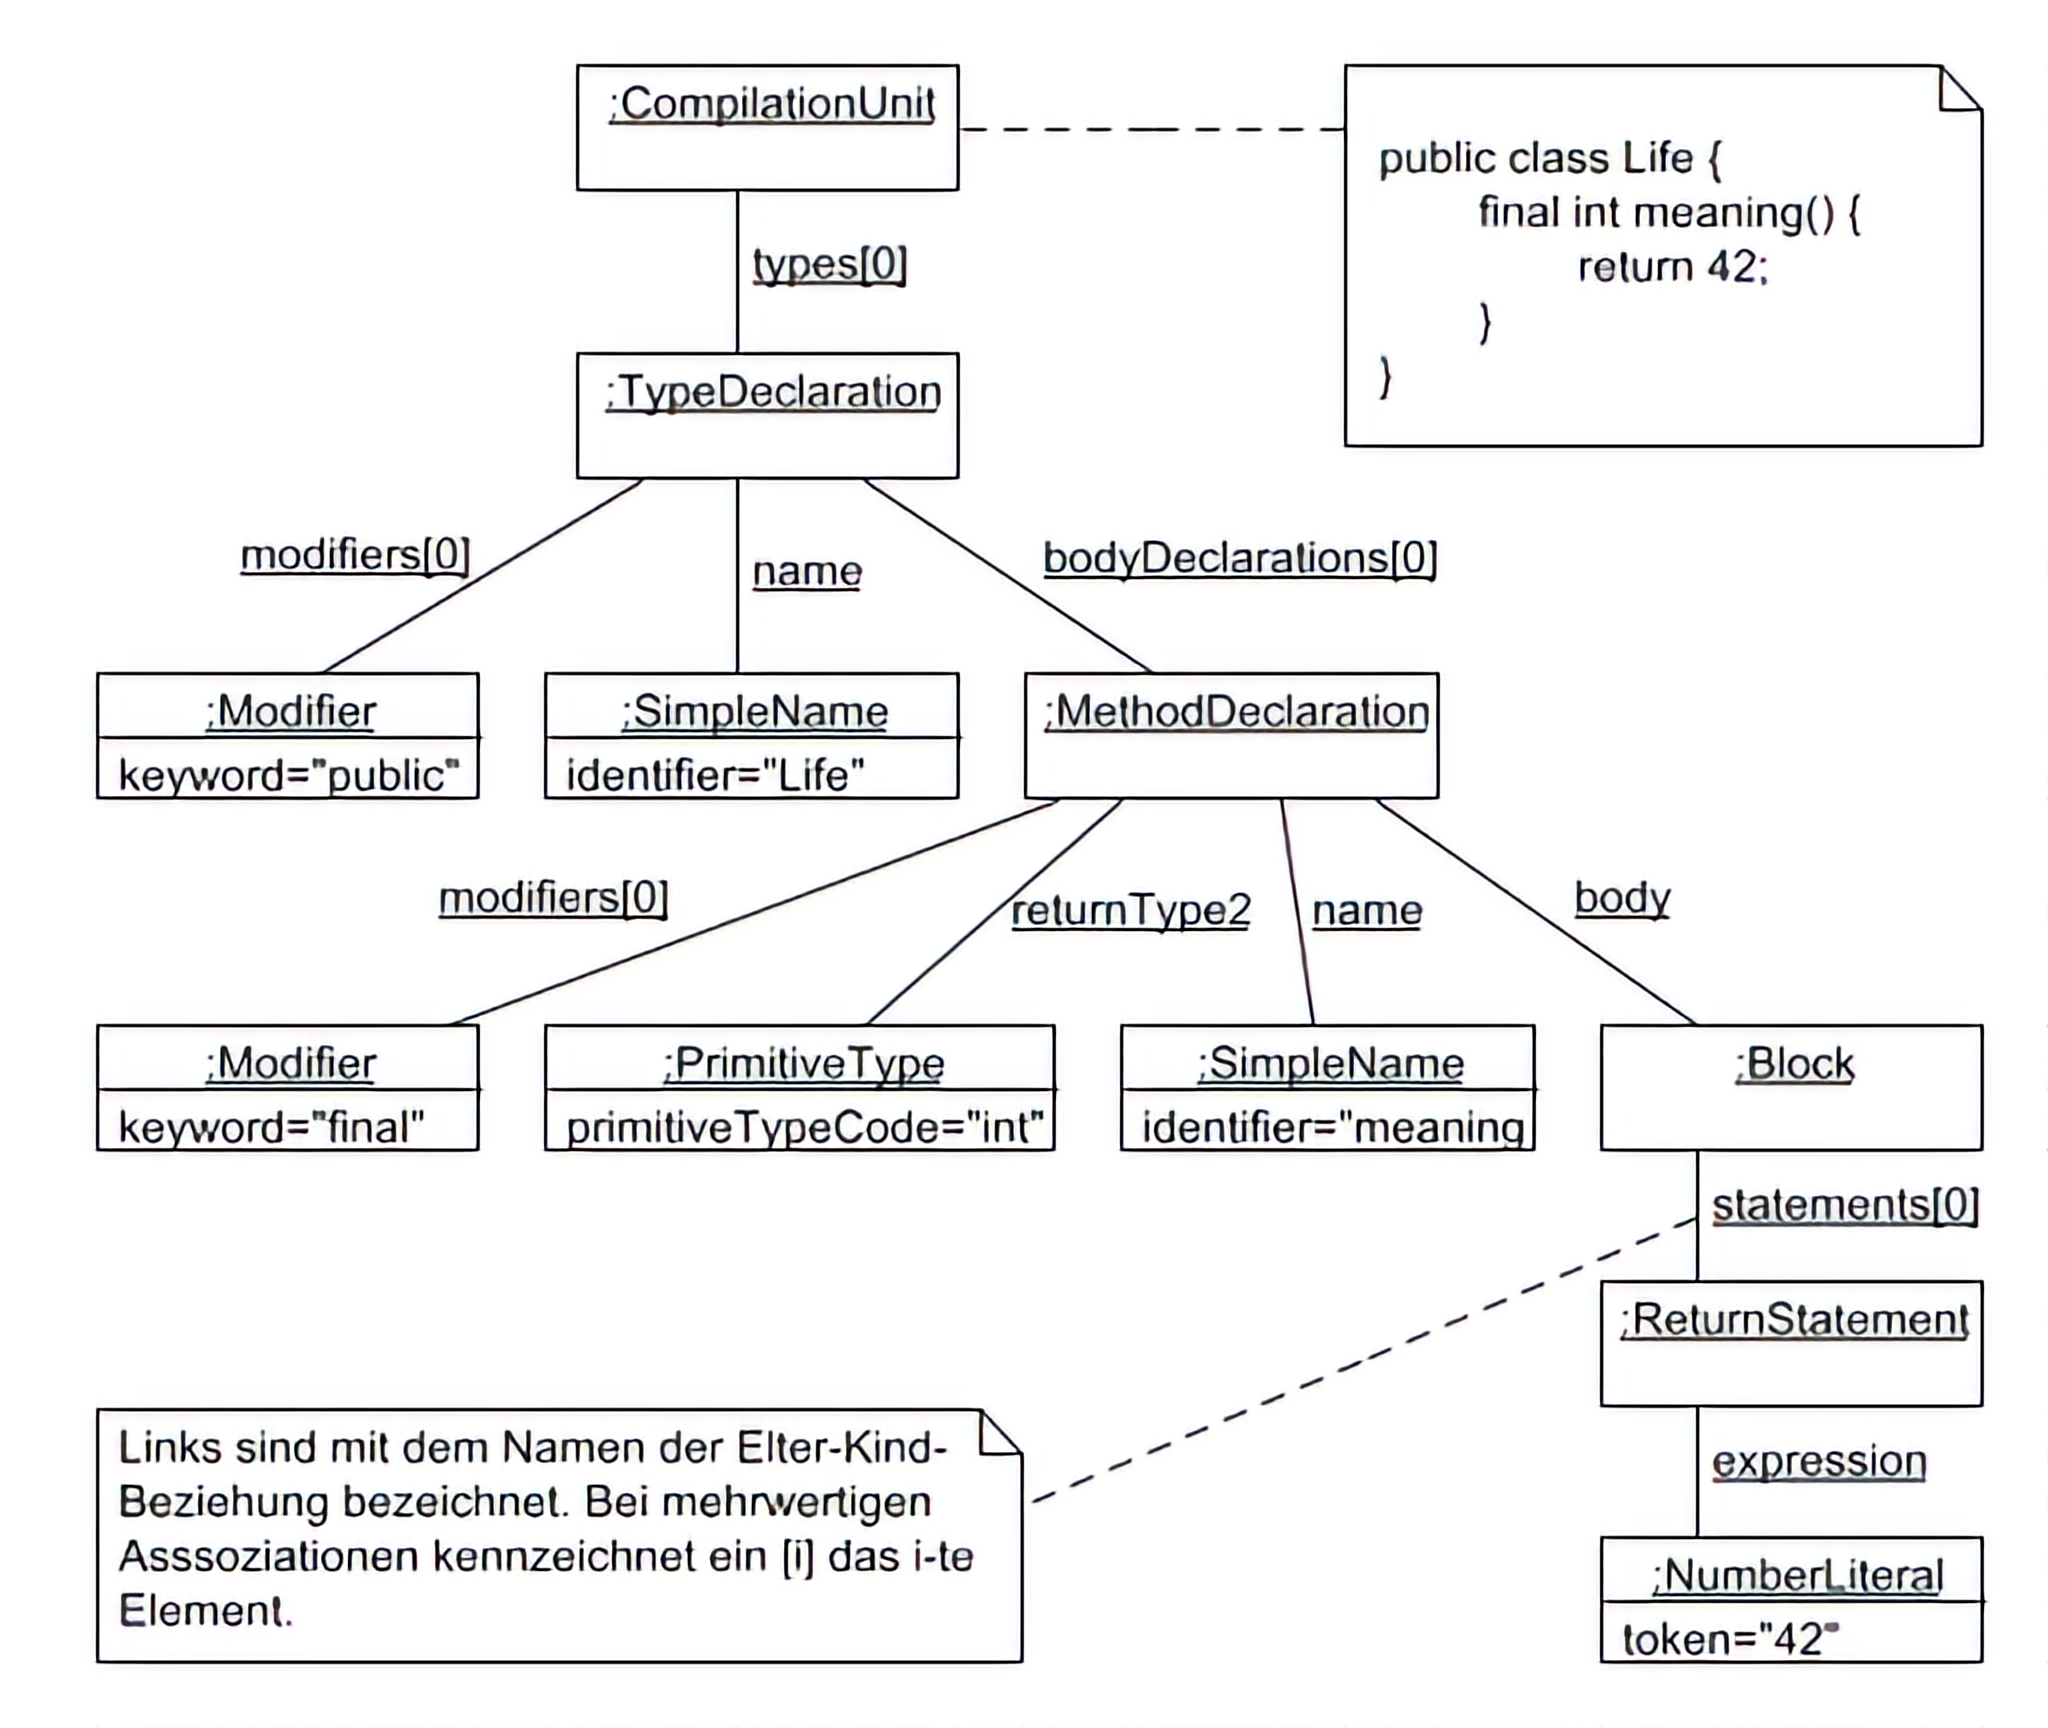 :CompilationUnit
public class Life {
final int meaning() {
return 42;
}
}
types[0]
:TypeDeclaration
modifiers[0]
name
bodyDeclarations[0]
:Modifier
keyword="public"
:SimpleName
identifier="Life"
:MethodDeclaration
modifiers[0]
returnType2
name
body
:Modifier
keyword="final"
:PrimitiveType
primitiveTypeCode="int"
:SimpleName
identifier="meaning
:Block
statements[0]
:ReturnStatement
expression
:NumberLiteral
token="42"
Links sind mit dem Namen der Elter-Kind-
Beziehung bezeichnet. Bei mehrwertigen
Asssoziationen kennzeichnet ein [i] das i-te
Element.